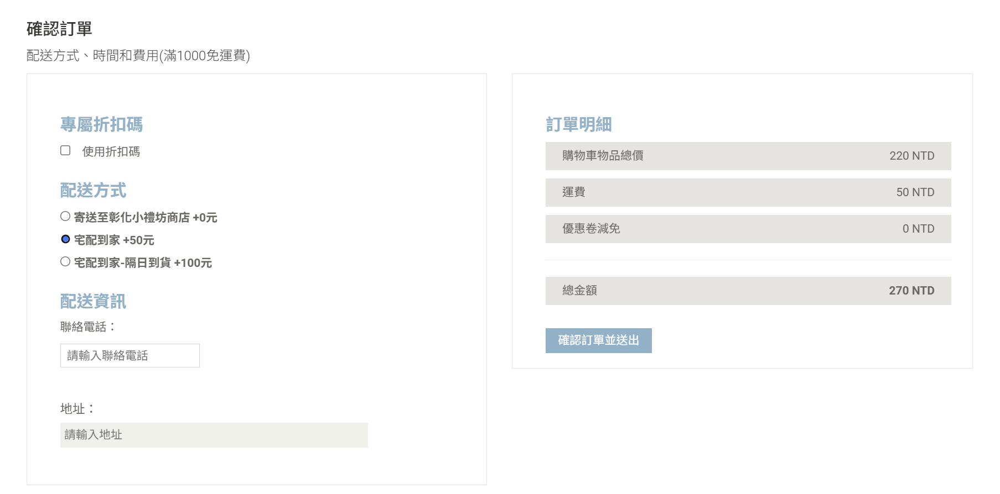 確認訂單
配送方式、時間和費用(滿1000免運費)
專屬折扣碼
使用折扣碼
配送方式
寄送至彰化小禮坊商店 +0元
宅配到家 +50元
宅配到家-隔日到貨 +100元
配送資訊
聯絡電話：
請輸入聯絡電話
地址：
請輸入地址
訂單明細
購物車物品總價 220 NTD
運費 50 NTD
優惠卷減免 0 NTD
總金額 270 NTD
確認訂單並送出